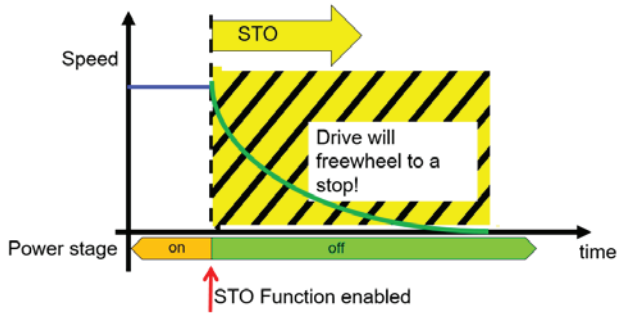 STO
Speed
Drive will
freewheel to a
stop!
Power stage
on
off
time
STO Function enabled